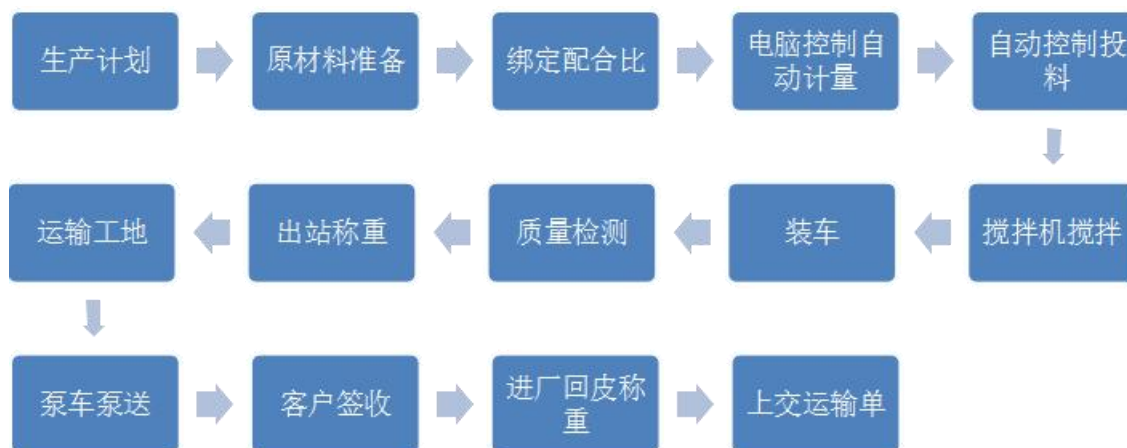 生产计划
原材料准备
绑定配合比
电脑控制自
动计量
自动控制投
料
搅拌机搅拌
装车
质量检测
出站称重
运输工地
泵车泵送
客户签收
进厂回皮称
重
上交运输单